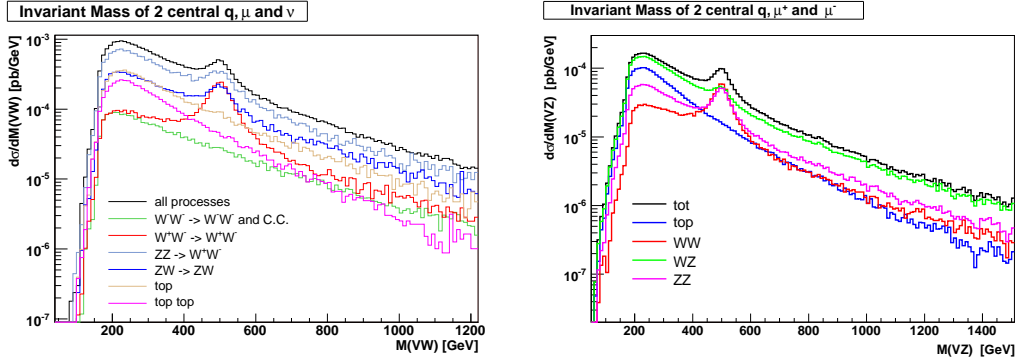 Invariant Mass of 2 central q, μ and ν
dσ/dM(VW) [pb/GeV]
10⁻³
10⁻⁴
10⁻⁵
10⁻⁶
10⁻⁷
all processes
W⁻W⁻ -> W⁻W⁻ and C.C.
W⁺W⁻ -> W⁺W⁻
ZZ -> W⁺W⁻
ZW -> ZW
top
top top
200 400 600 800 1000 1200
M(VW) [GeV]
Invariant Mass of 2 central q, μ⁺ and μ⁻
dσ/dM(VZ) [pb/GeV]
10⁻⁴
10⁻⁵
10⁻⁶
10⁻⁷
tot
top
WW
WZ
ZZ
200 400 600 800 1000 1200 1400
M(VZ) [GeV]